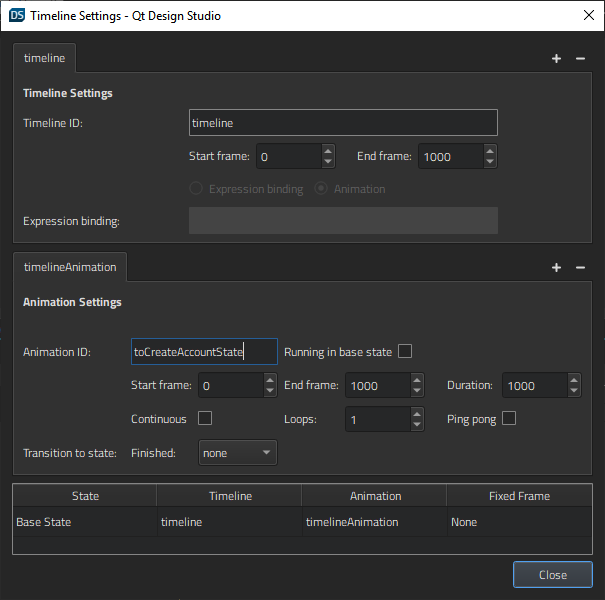 DS Timeline Settings - Qt Design Studio
timeline
Timeline Settings
Timeline ID: timeline
Start frame: 0 End frame: 1000
Expression binding Animation
Expression binding:
timelineAnimation
Animation Settings
Animation ID: toCreateAccountState Running in base state
Start frame: 0 End frame: 1000 Duration: 1000
Continuous Loops: 1 Ping pong
Transition to state: Finished: none
State Timeline Animation Fixed Frame
Base State timeline timelineAnimation None
Close